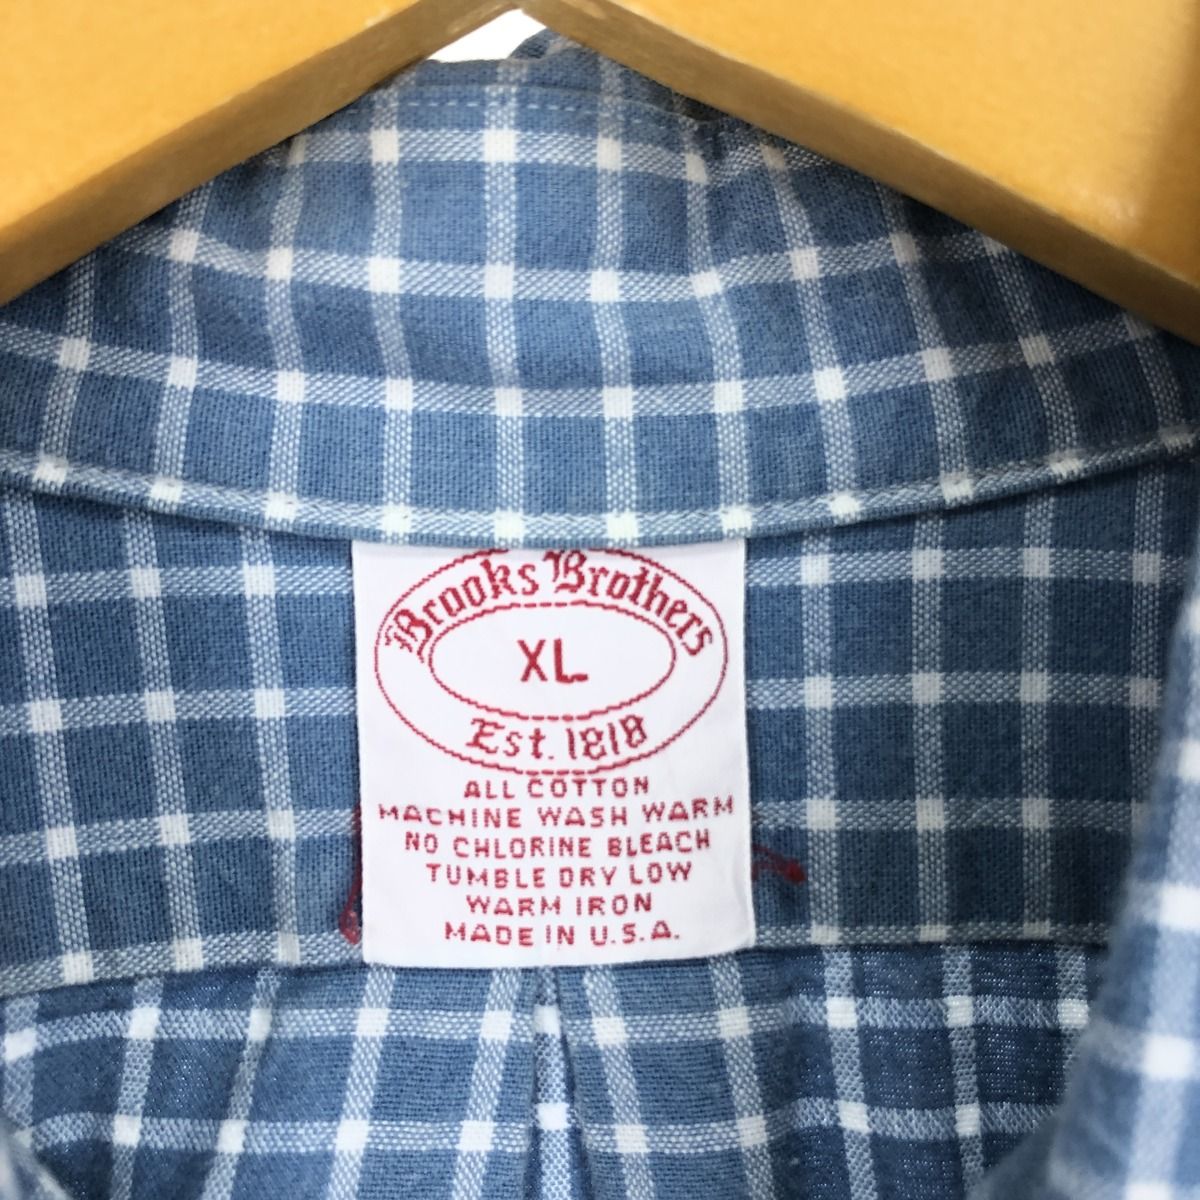 Brooks Brothers
XL
Est. 1818
ALL COTTON
MACHINE WASH WARM
NO CHLORINE BLEACH
TUMBLE DRY LOW
WARM IRON
MADE IN U.S.A.